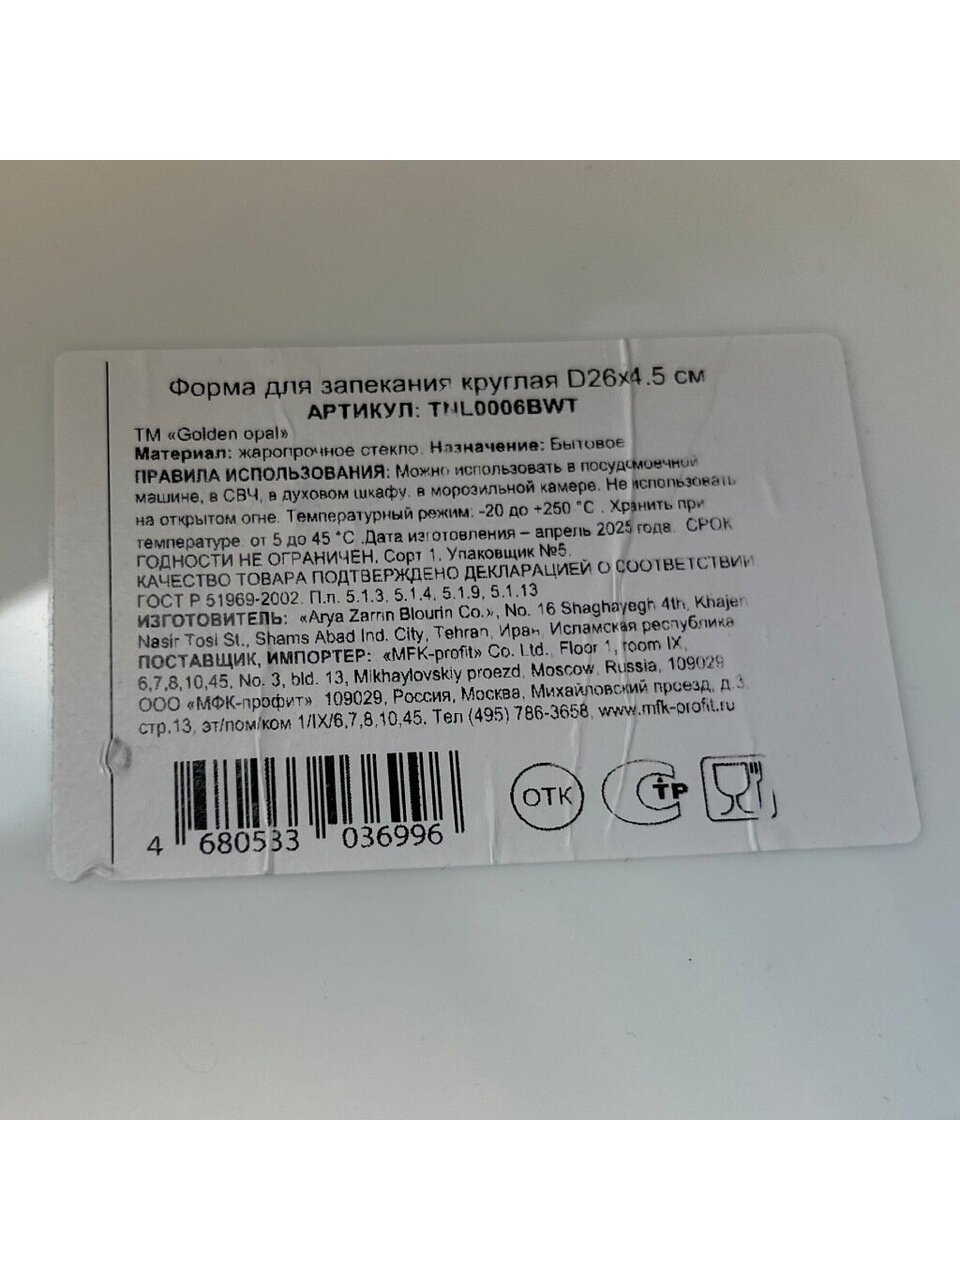 Форма для запекания круглая D26x4.5 см
АРТИКУЛ: TNL0006BWT
ТМ «Golden opal»
Материал: жаропрочное стекло. Назначение: Бытовое
ПРАВИЛА ИСПОЛЬЗОВАНИЯ: Можно использовать в посудомоечной
машине, в СВЧ, в духовом шкафу, в морозильной камере. Не использовать
на открытом огне. Температурный режим: -20 до +250 °C . Хранить при
температуре от 5 до 45 °C .Дата изготовления – апрель 2025 года. СРОК
ГОДНОСТИ НЕ ОГРАНИЧЕН. Сорт 1. Упаковщик №5.
КАЧЕСТВО ТОВАРА ПОДТВЕРЖДЕНО ДЕКЛАРАЦИЕЙ О СООТВЕТСТВИИ
ГОСТ Р 51969-2002. П.п. 5.1.3, 5.1.4, 5.1.9, 5.1.13
ИЗГОТОВИТЕЛЬ: «Arya Zarrin Blourin Co.», No. 16 Shaghayegh 4th, Khajeh
Nasir Tosi St., Shams Abad Ind. City, Tehran, Иран, Исламская республика
ПОСТАВЩИК, ИМПОРТЕР: «MFK-profit» Co. Ltd., Floor 1, room IX,
6,7,8,10,45. No. 3, bld. 13, Mikhaylovskiy proezd, Moscow, Russia, 109029
ООО «МФК-профит» 109029, Россия, Москва, Михайловский проезд, д.3,
стр.13, эт/пом/ком 1/IX/6,7,8,10,45. Тел (495) 786-3658, www.mfk-profit.ru
4 680533 036996
ОТК
СТР